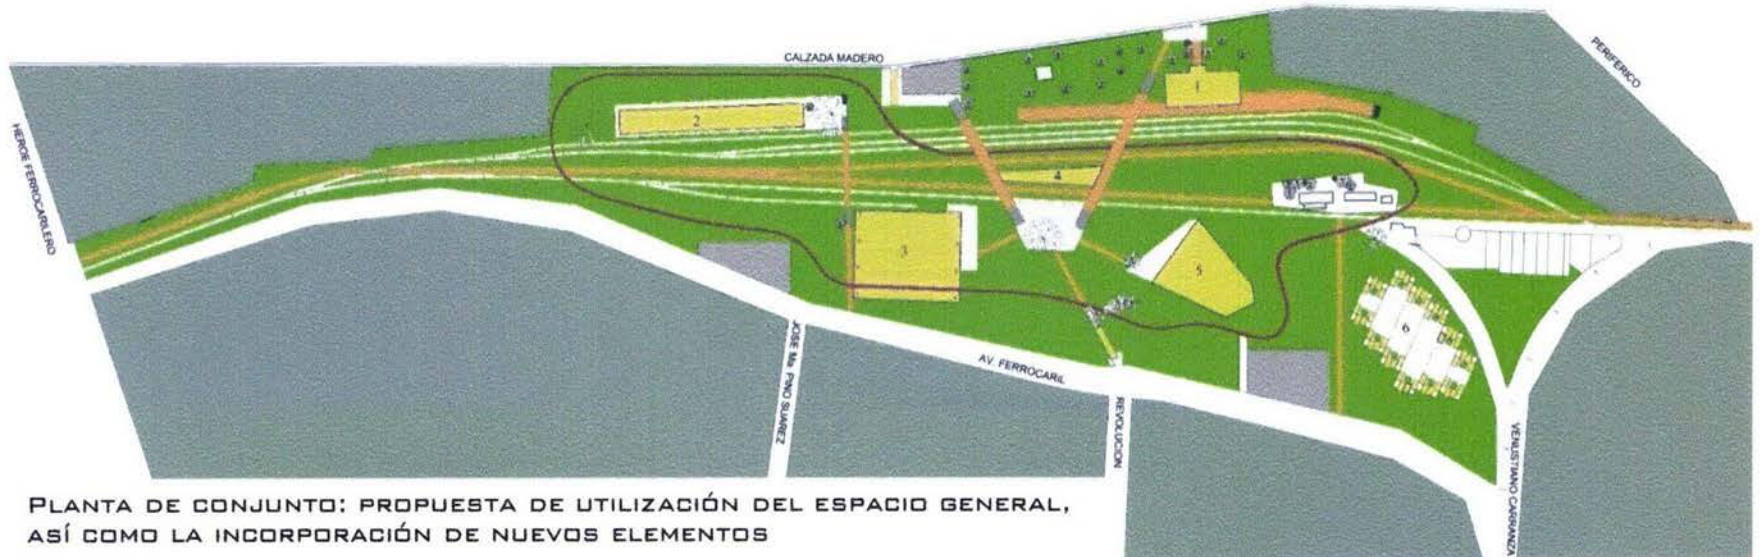 CALZADA MADERO
PERIFERICO
HEROE FERROCARILERO
1
2
3
4
5
6
JOSE Ma PINO SUAREZ
AV. FERROCARIL
REVOLUCION
VENUSTIANO CARRANZA
PLANTA DE CONJUNTO: PROPUESTA DE UTILIZACIÓN DEL ESPACIO GENERAL,
ASÍ COMO LA INCORPORACIÓN DE NUEVOS ELEMENTOS